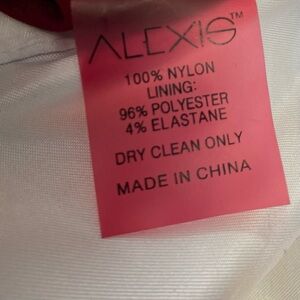 ALEXIS™
100% NYLON
LINING:
96% POLYESTER
4% ELASTANE
DRY CLEAN ONLY
MADE IN CHINA